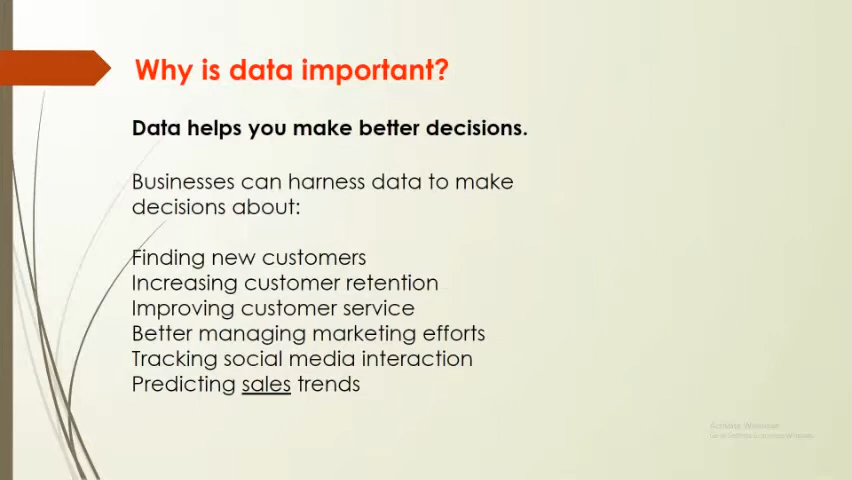 Why is data important?
Data helps you make better decisions.
Businesses can harness data to make
decisions about:
Finding new customers
Increasing customer retention
Improving customer service
Better managing marketing efforts
Tracking social media interaction
Predicting sales trends
Activate Windows